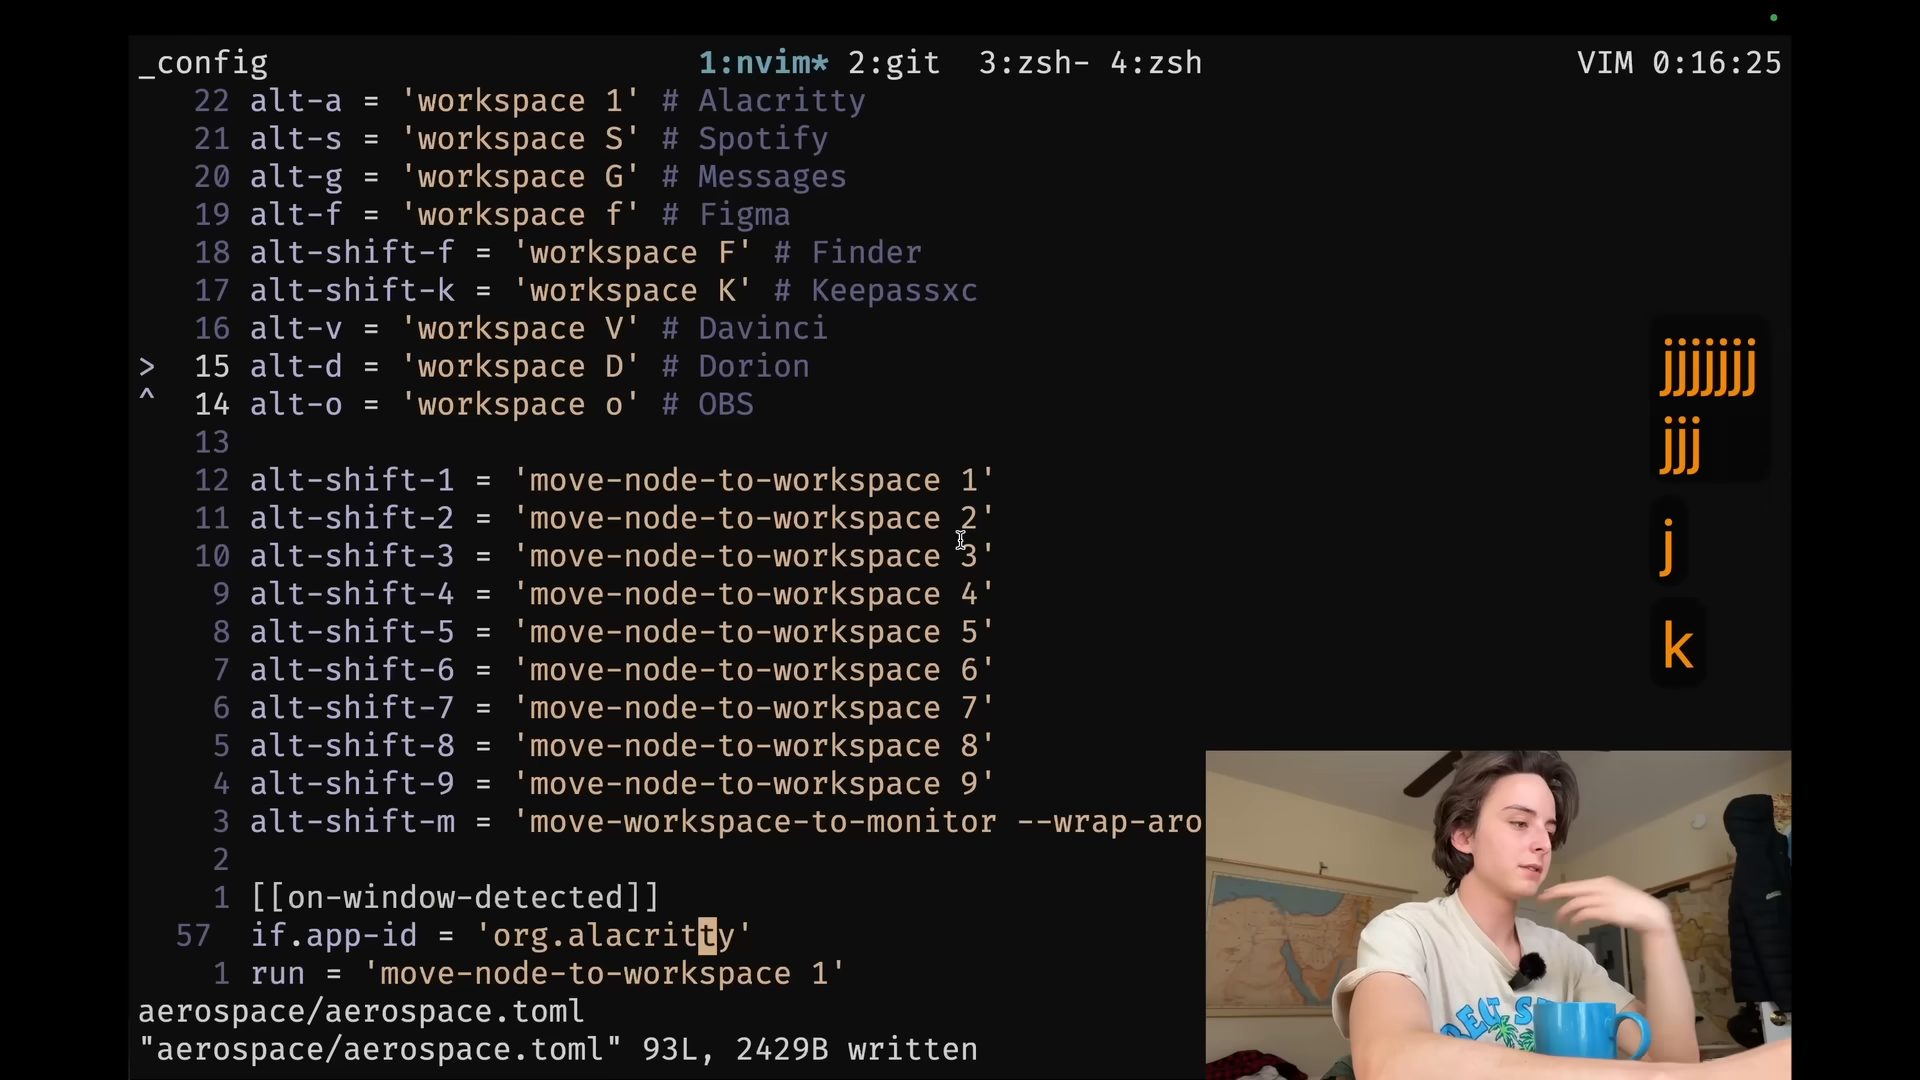 _config 1:nvim* 2:git 3:zsh- 4:zsh VIM 0:16:25
22 alt-a = 'workspace 1' # Alacritty
21 alt-s = 'workspace S' # Spotify
20 alt-g = 'workspace G' # Messages
19 alt-f = 'workspace f' # Figma
18 alt-shift-f = 'workspace F' # Finder
17 alt-shift-k = 'workspace K' # Keepassxc
16 alt-v = 'workspace V' # Davinci
> 15 alt-d = 'workspace D' # Dorion
^ 14 alt-o = 'workspace o' # OBS
13
12 alt-shift-1 = 'move-node-to-workspace 1'
11 alt-shift-2 = 'move-node-to-workspace 2'
10 alt-shift-3 = 'move-node-to-workspace 3'
9 alt-shift-4 = 'move-node-to-workspace 4'
8 alt-shift-5 = 'move-node-to-workspace 5'
7 alt-shift-6 = 'move-node-to-workspace 6'
6 alt-shift-7 = 'move-node-to-workspace 7'
5 alt-shift-8 = 'move-node-to-workspace 8'
4 alt-shift-9 = 'move-node-to-workspace 9'
3 alt-shift-m = 'move-workspace-to-monitor --wrap-aro
2
1 [[on-window-detected]]
57 if.app-id = 'org.alacritty'
1 run = 'move-node-to-workspace 1'
aerospace/aerospace.toml
"aerospace/aerospace.toml" 93L, 2429B written
jjjjjjj
jjj
j
k